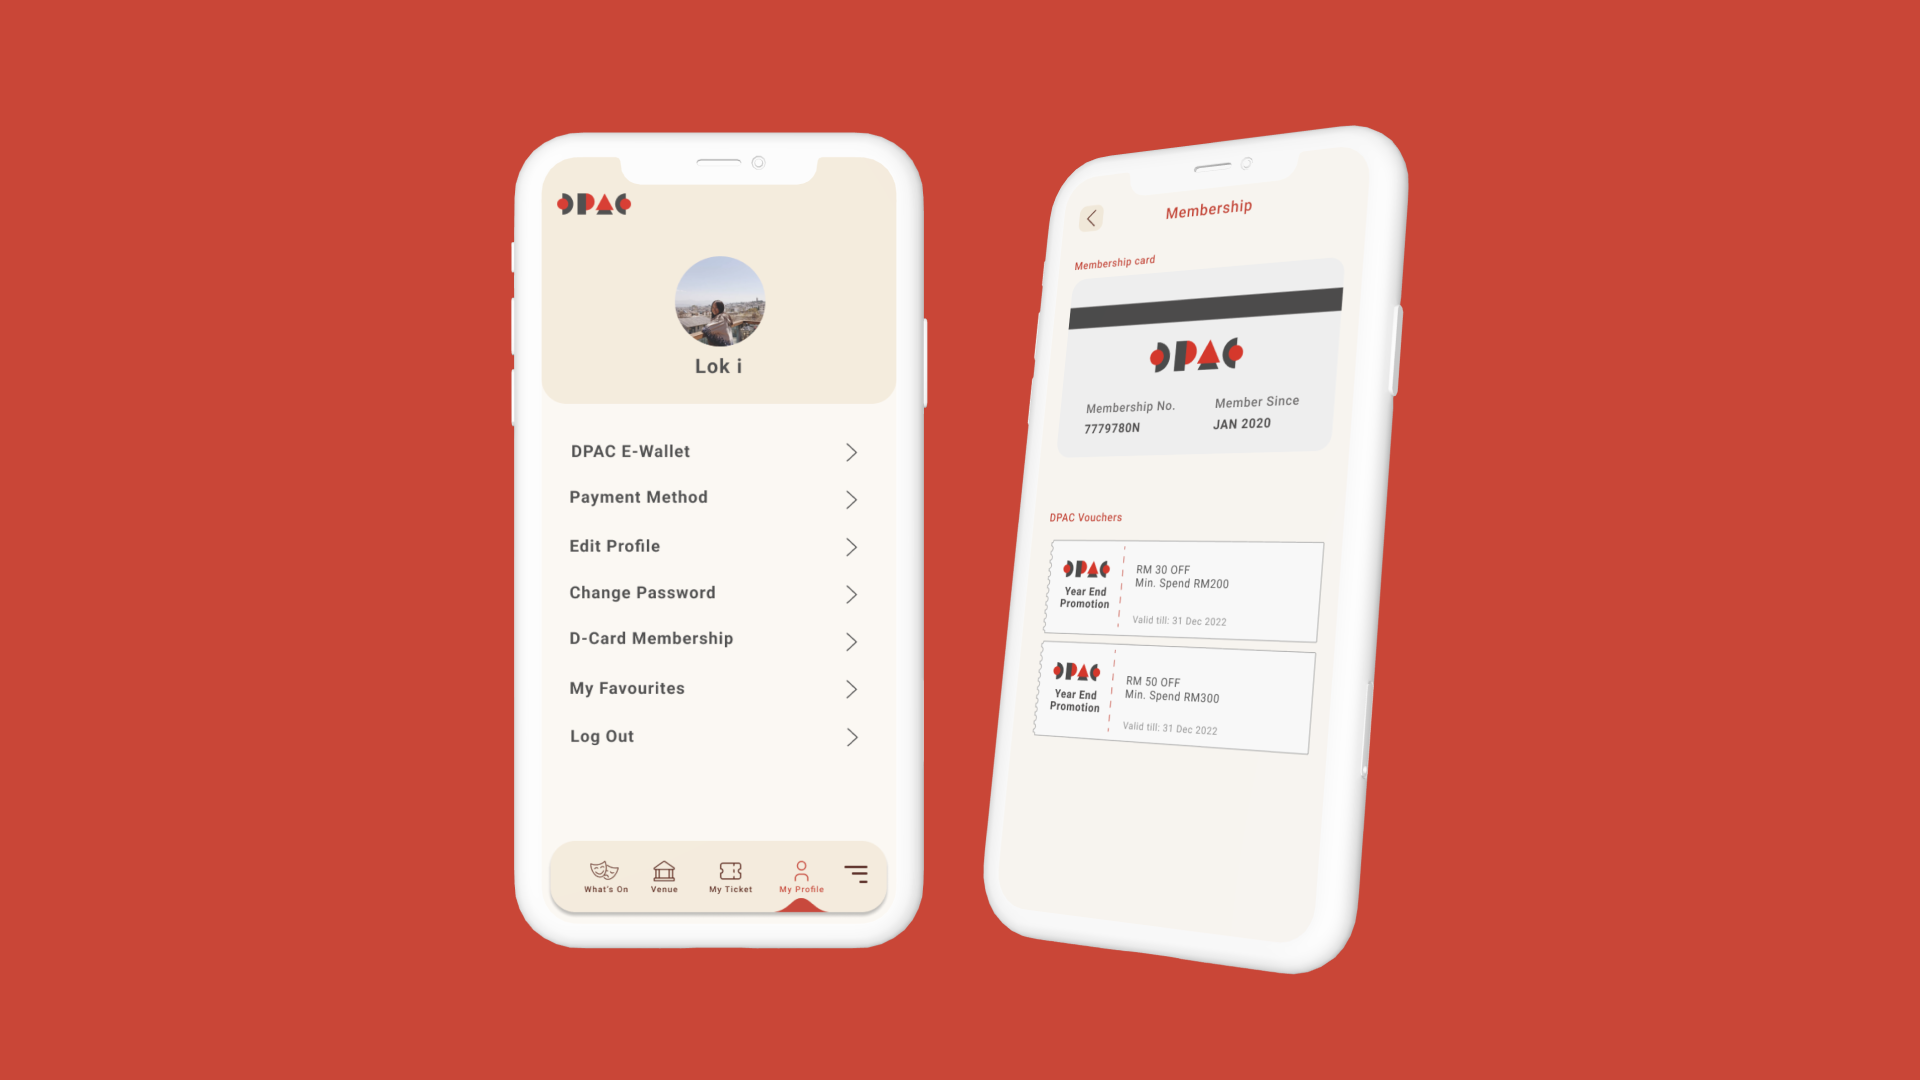 DPAC
Lok i
DPAC E-Wallet
Payment Method
Edit Profile
Change Password
D-Card Membership
My Favourites
Log Out
What's On
Venue
My Ticket
My Profile
Membership
Membership card
DPAC
Membership No.
Member Since
7779780N
JAN 2020
DPAC Vouchers
DPAC
Year End
Promotion
RM 30 OFF
Min. Spend RM200
Valid till: 31 Dec 2022
DPAC
Year End
Promotion
RM 50 OFF
Min. Spend RM300
Valid till: 31 Dec 2022